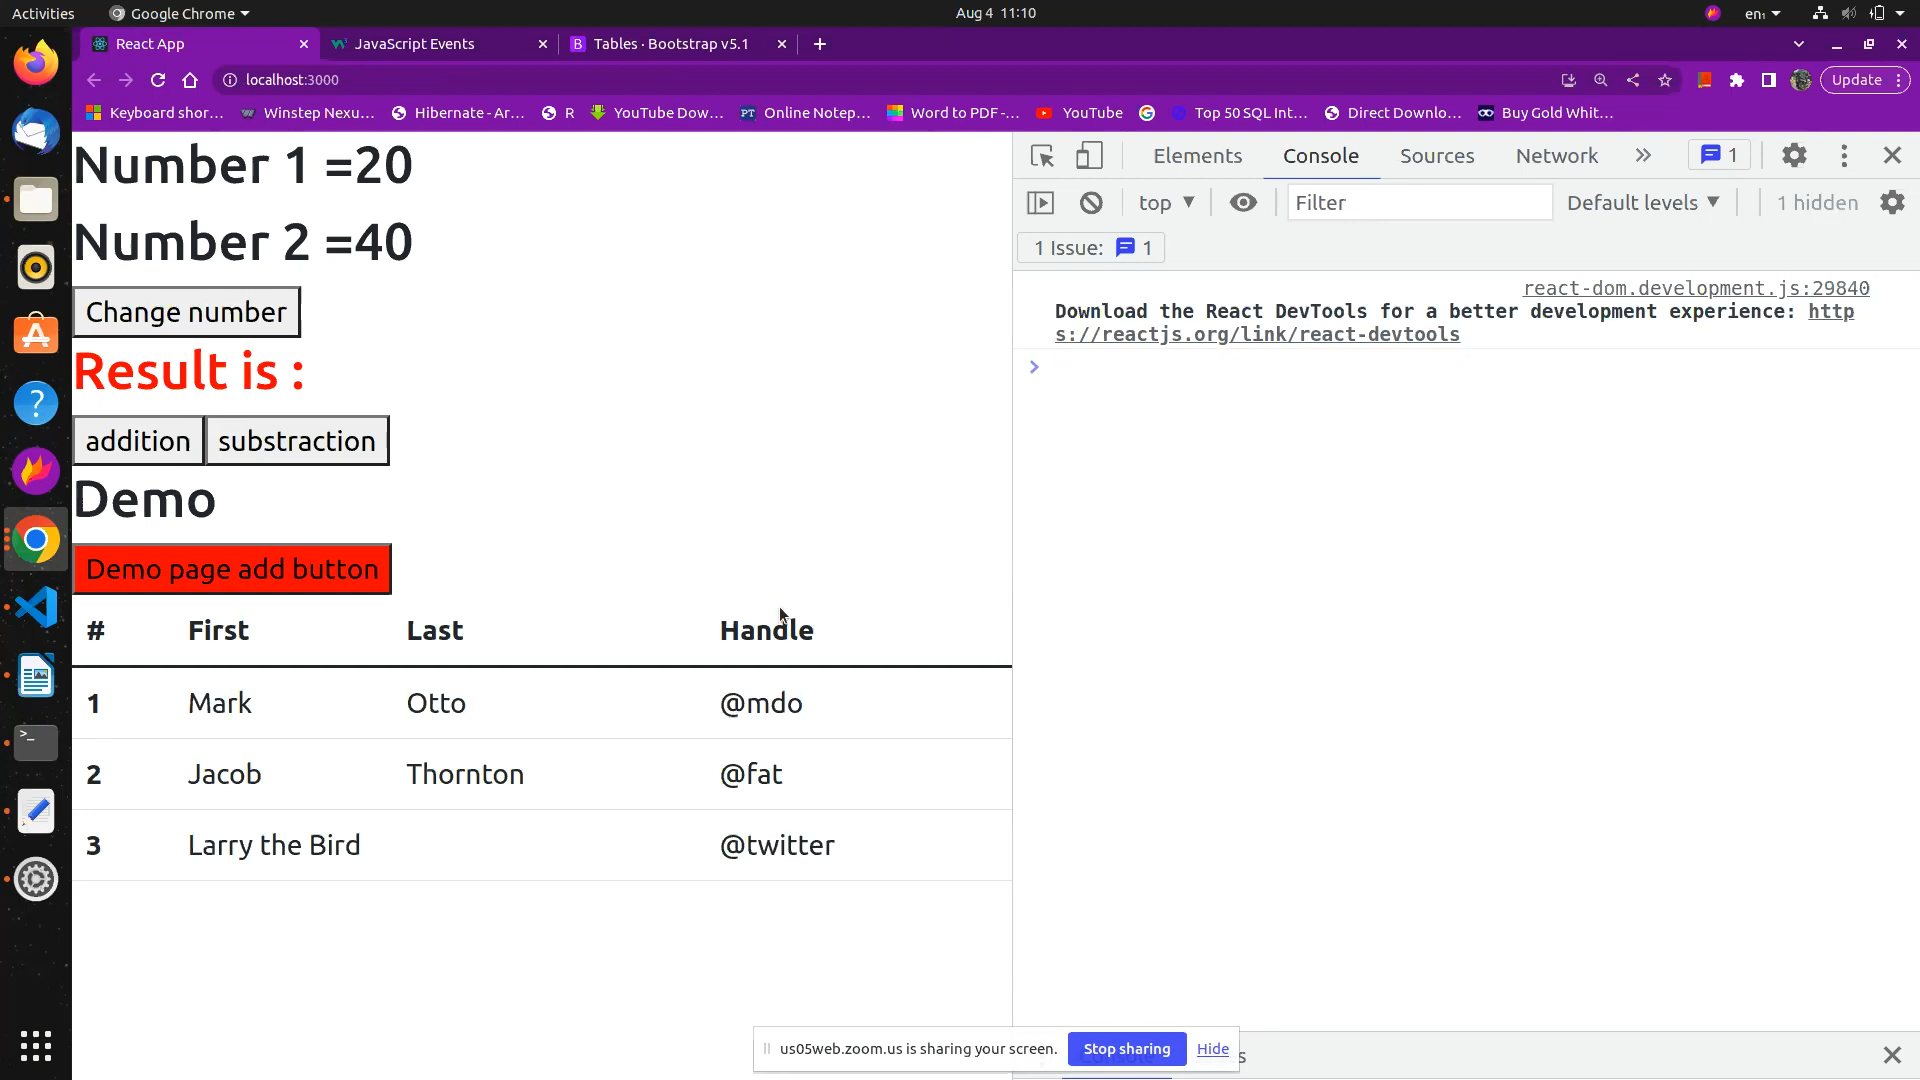 Activities
Google Chrome
Aug 4 11:10
en₁
React App
JavaScript Events
B
Tables · Bootstrap v5.1
localhost:3000
Update
Keyboard shor…
Winstep Nexu…
Hibernate - Ar…
R
YouTube Dow…
PT
Online Notep…
Word to PDF -…
YouTube
Top 50 SQL Int…
Direct Downlo…
Buy Gold Whit…
Number 1 =20
Number 2 =40
Change number
Result is :
addition
substraction
Demo
Demo page add button
# First Last Handle
1 Mark Otto @mdo
2 Jacob Thornton @fat
3 Larry the Bird @twitter
Elements
Console
Sources
Network
1
top
Filter
Default levels
1 hidden
1 Issue: 1
react-dom.development.js:29840
Download the React DevTools for a better development experience: http
s://reactjs.org/link/react-devtools
us05web.zoom.us is sharing your screen.
Stop sharing
Hide